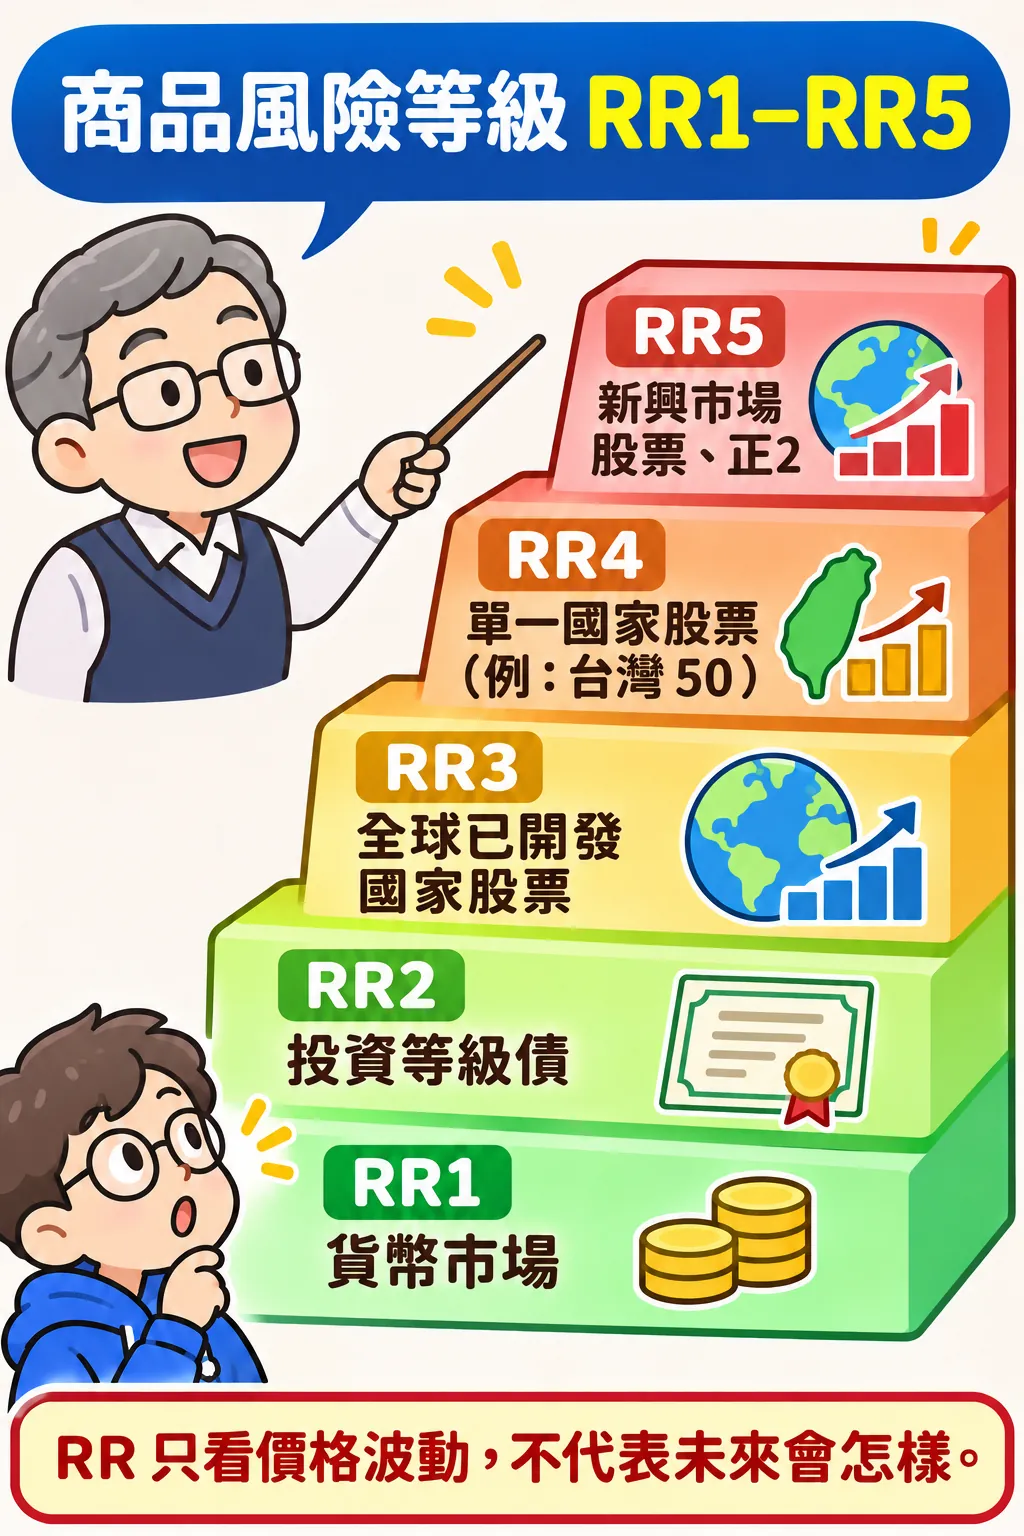 商品風險等級 RR1–RR5
RR5
新興市場
股票、正2
RR4
單一國家股票
（例：台灣 50）
RR3
全球已開發
國家股票
RR2
投資等級債
RR1
貨幣市場
RR 只看價格波動，不代表未來會怎樣。